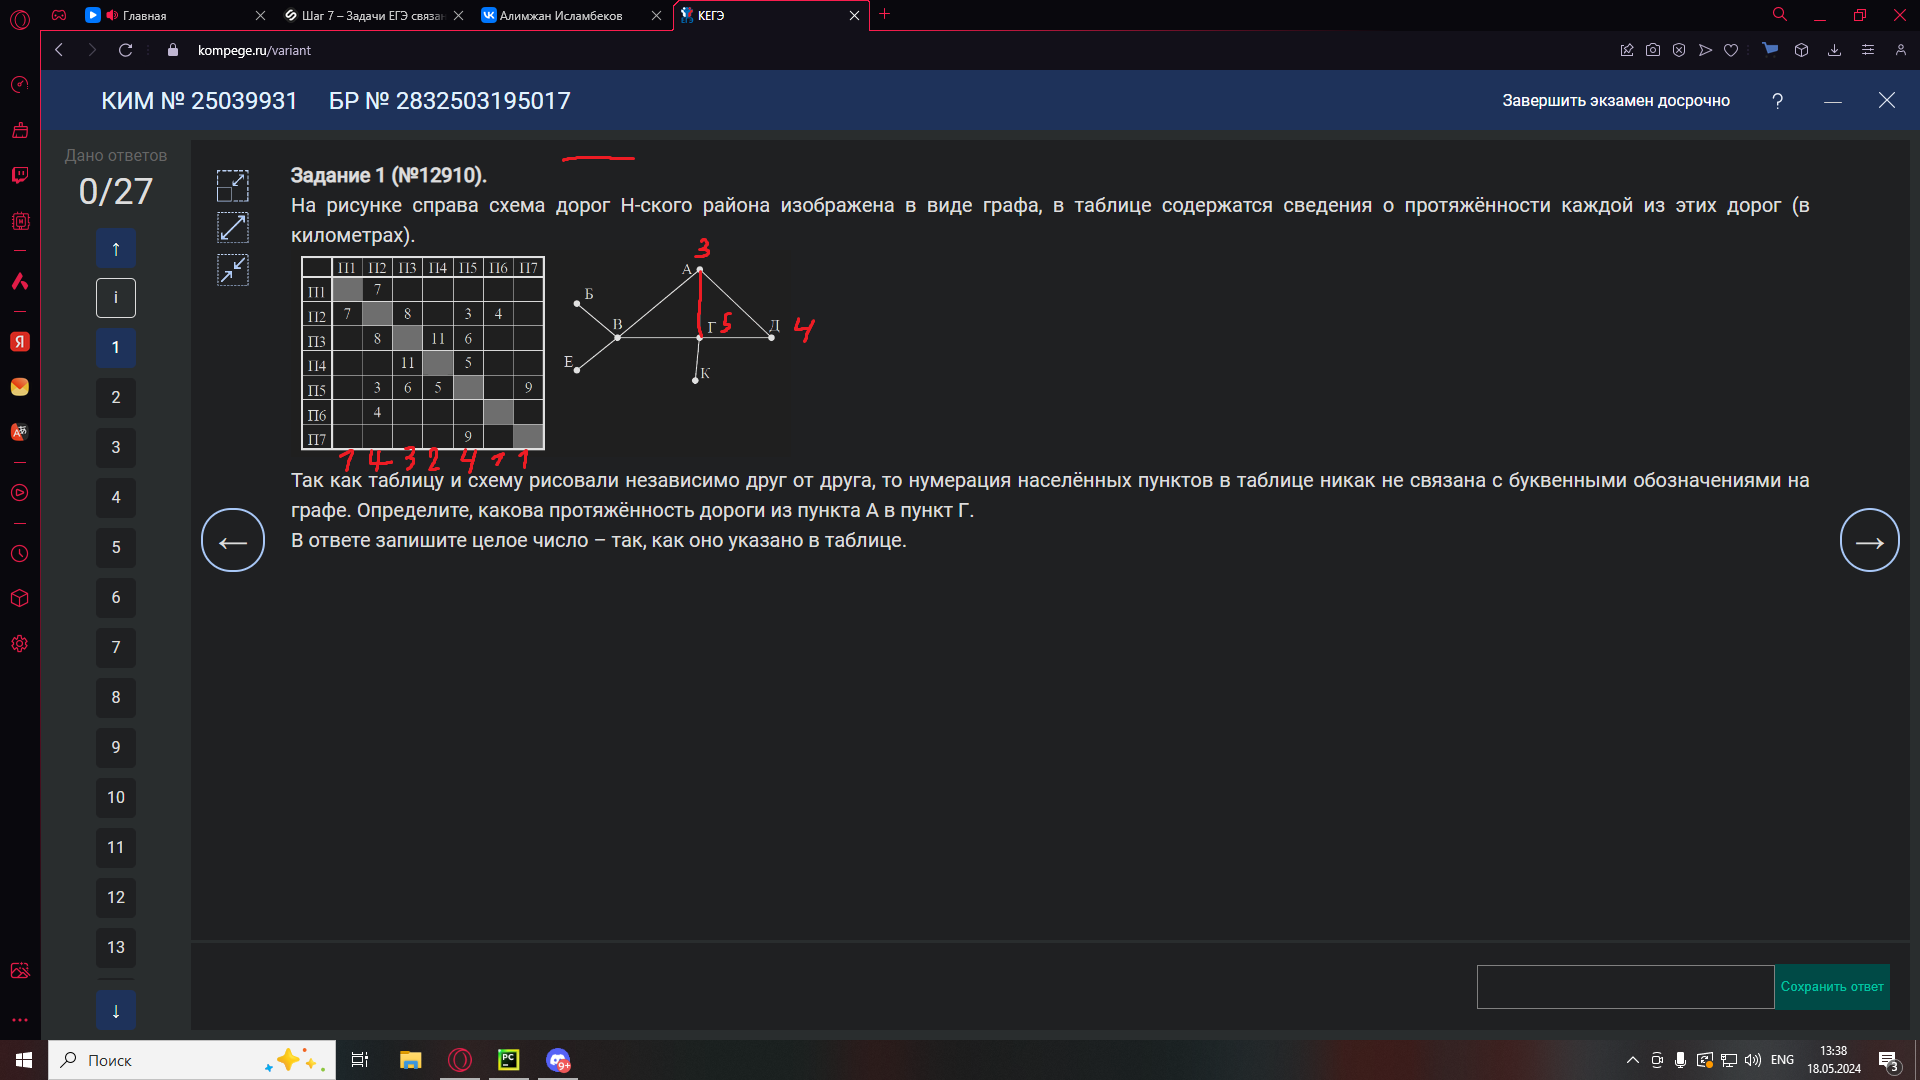 Главная
Шаг 7 – Задачи ЕГЭ связан
Алимжан Исламбеков
КЕГЭ
kompege.ru/variant
КИМ № 25039931 БР № 2832503195017
Завершить экзамен досрочно ? —
Дано ответов
0/27
↑
i
1
2
3
4
5
6
7
8
9
10
11
12
13
↓
Задание 1 (№12910).
На рисунке справа схема дорог Н-ского района изображена в виде графа, в таблице содержатся сведения о протяжённости каждой из этих дорог (в
километрах).
П1 П2 П3 П4 П5 П6 П7
П1 7
П2 7 8 3 4
П3 8 11 6
П4 11 5
П5 3 6 5 9
П6 4
П7 9
1 4 3 2 4 1 1
3
А
Б
В
Г 5
Д 4
Е
К
Так как таблицу и схему рисовали независимо друг от друга, то нумерация населённых пунктов в таблице никак не связана с буквенными обозначениями на
графе. Определите, какова протяжённость дороги из пункта А в пункт Г.
В ответе запишите целое число – так, как оно указано в таблице.
←
→
Сохранить ответ
Поиск
PC
9+
ENG
13:38
18.05.2024
3
Я